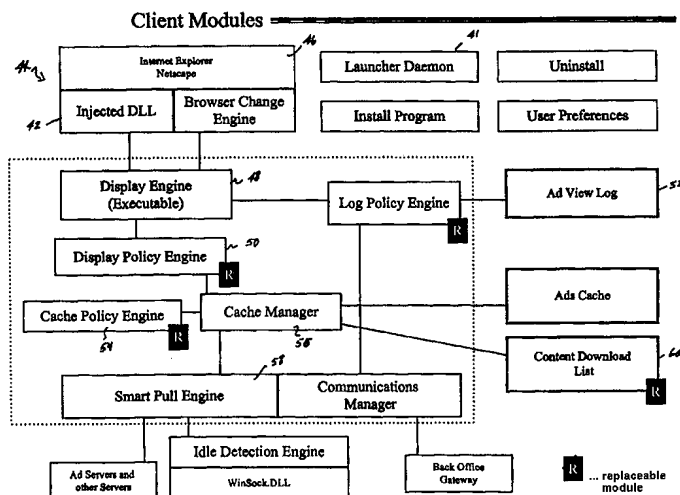 Client Modules
46
41
44
Internet Explorer
Netscape
Launcher Daemon
Uninstall
42
Injected DLL
Browser Change
Engine
Install Program
User Preferences
48
Display Engine
(Executable)
Log Policy Engine
R
Ad View Log
50
Display Policy Engine
R
Cache Policy Engine
R
54
Cache Manager
Ads Cache
Content Download
List
R
58
Smart Pull Engine
Communications
Manager
Idle Detection Engine
WinSock.DLL
Ad Servers and
other Servers
Back Office
Gateway
R ... replaceable
module